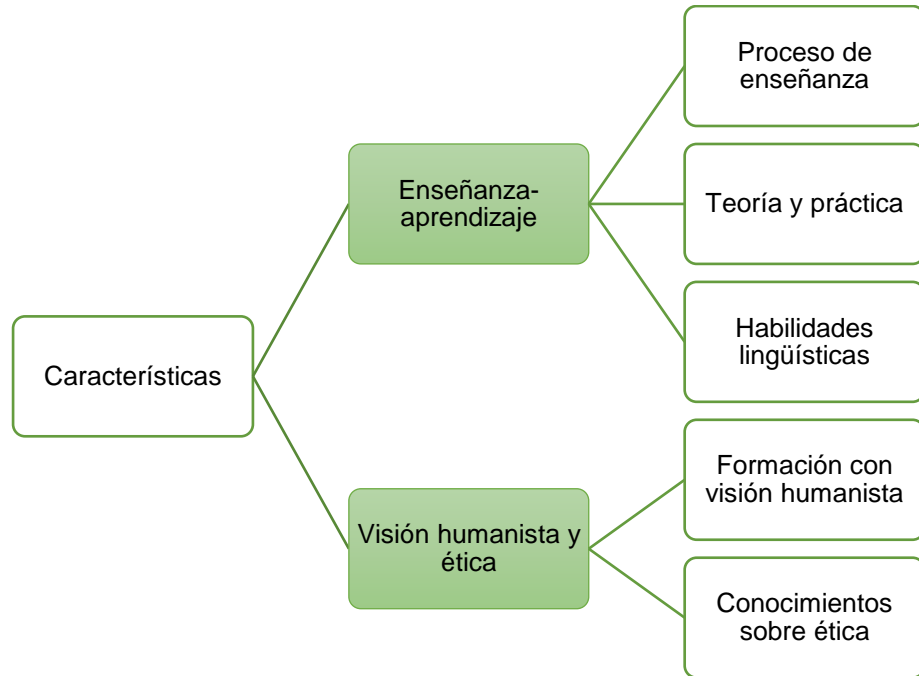 Proceso de
enseñanza
Enseñanza-
aprendizaje
Teoría y práctica
Habilidades
lingüísticas
Características
Formación con
visión humanista
Visión humanista y
ética
Conocimientos
sobre ética